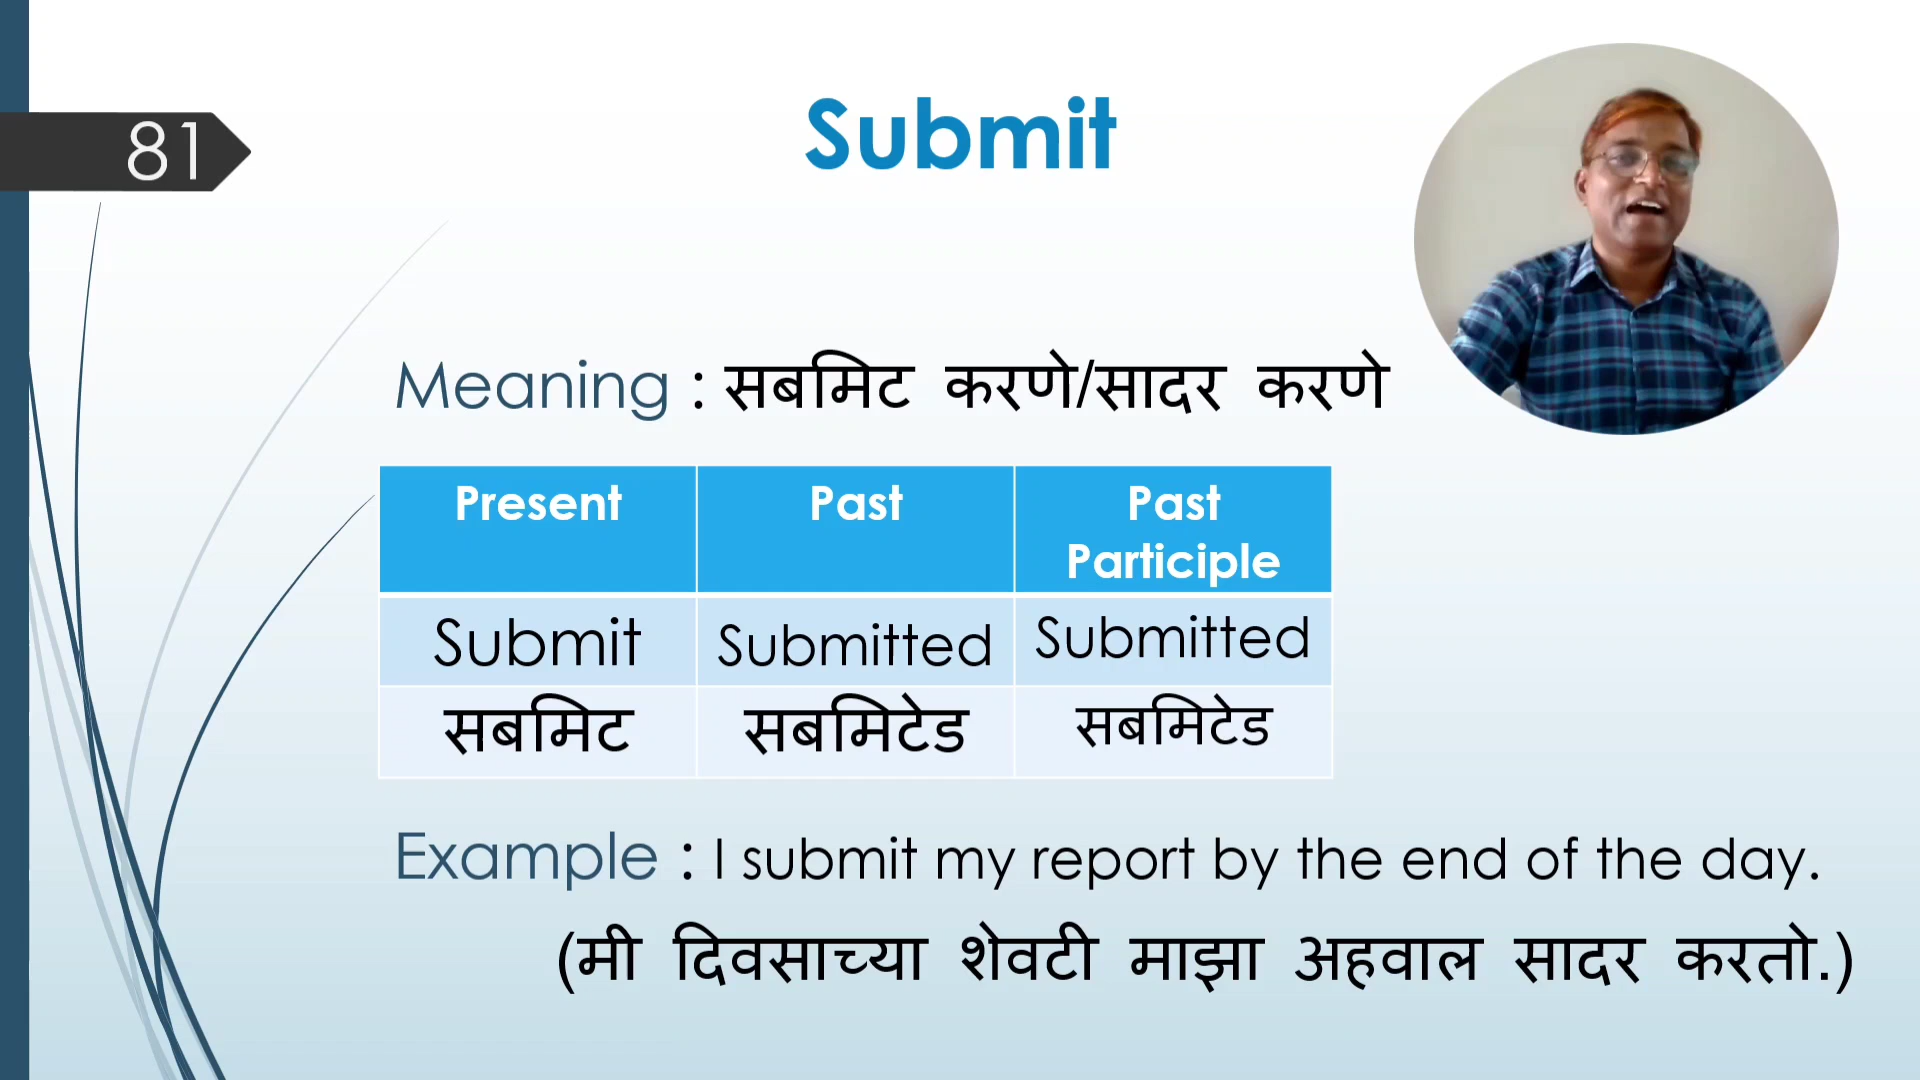 81
Submit
Meaning : सबमिट करणे/सादर करणे
Present Past Past Participle
Submit Submitted Submitted
सबमिट सबमिटेड सबमिटेड
Example : I submit my report by the end of the day.
(मी दिवसाच्या शेवटी माझा अहवाल सादर करतो.)